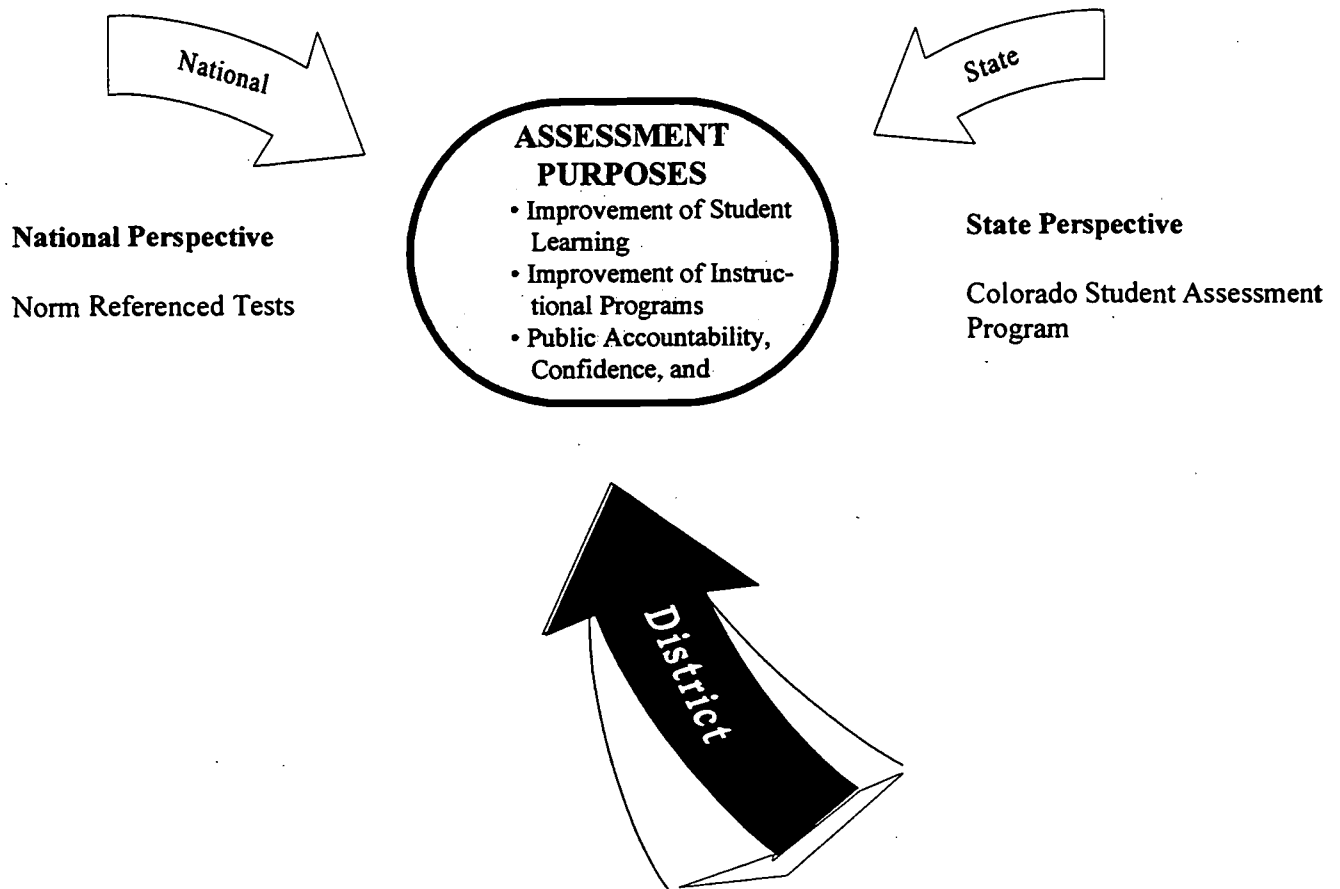 National
State
ASSESSMENT
PURPOSES
• Improvement of Student
Learning
• Improvement of Instruc-
tional Programs
• Public Accountability,
Confidence, and
National Perspective
Norm Referenced Tests
State Perspective
Colorado Student Assessment
Program
District